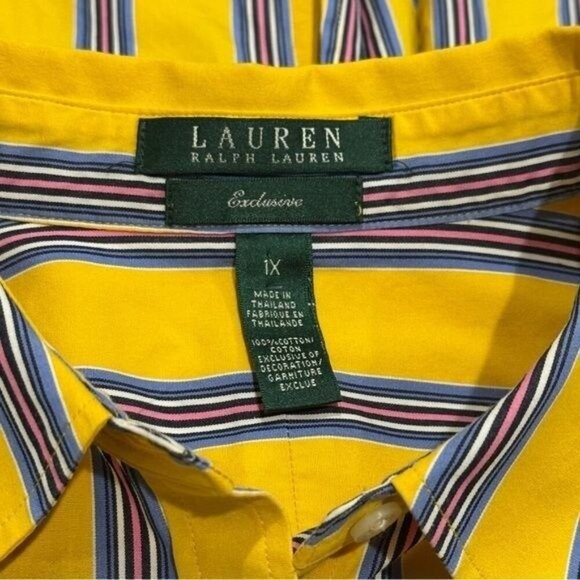 LAUREN
RALPH LAUREN
Exclusive
1X
MADE IN
THAILAND
FABRIQUE EN
THAILANDE
100%COTTON/
COTON
EXCLUSIVE OF
DECORATION/
GARNITURE
EXCLUE